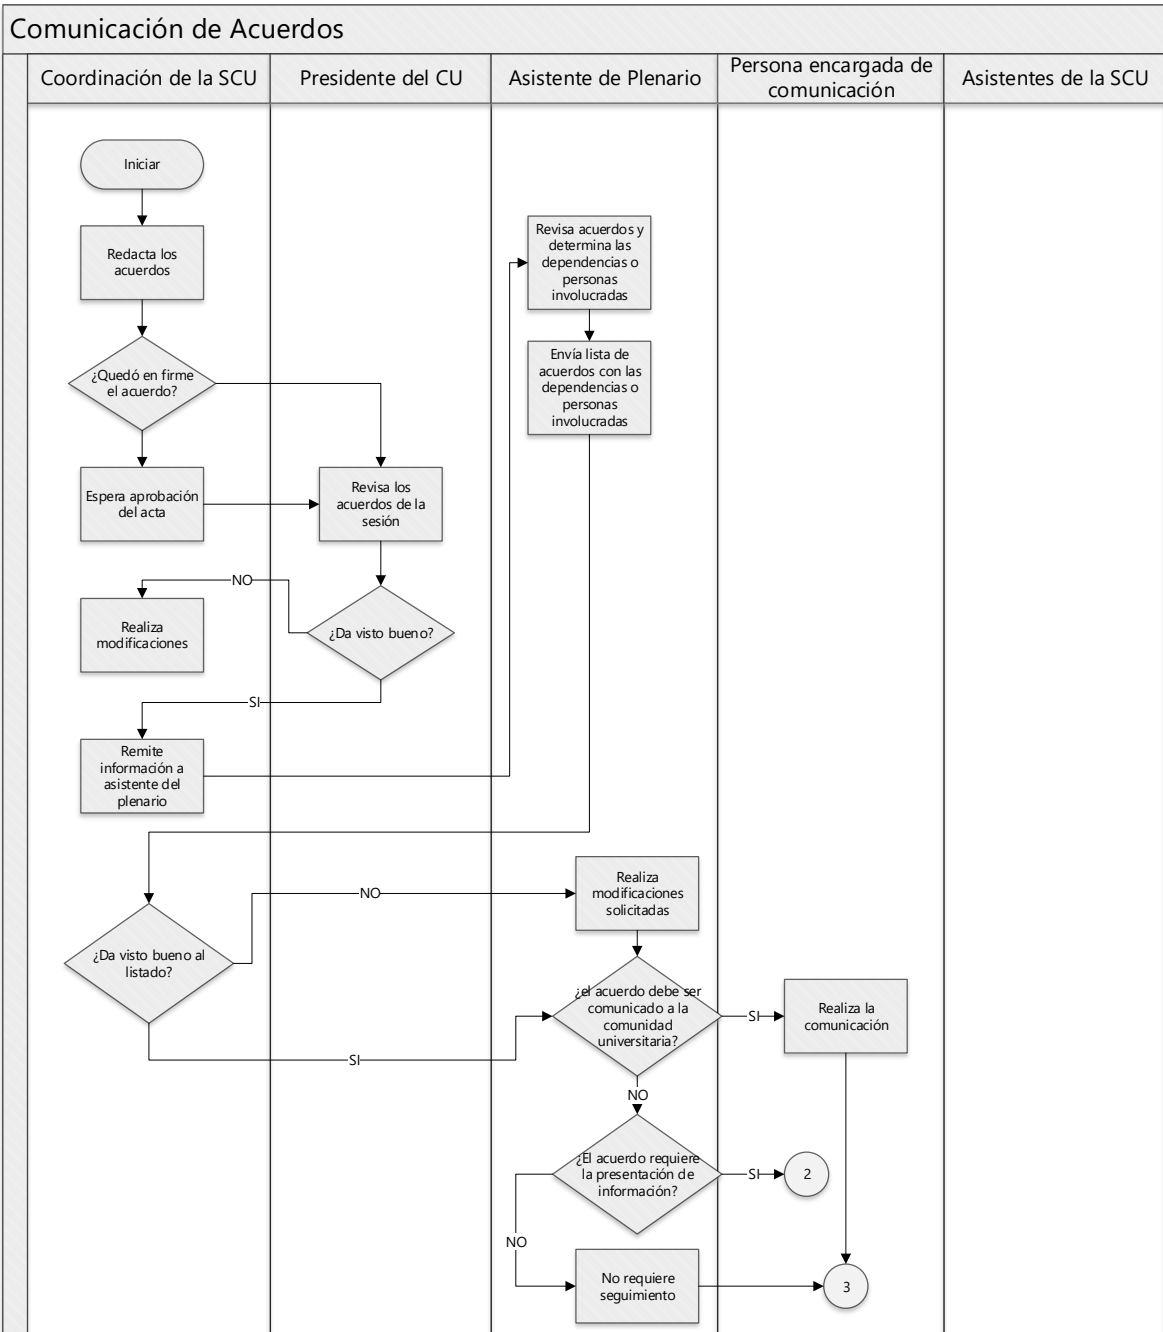 Comunicación de Acuerdos
Coordinación de la SCU
Presidente del CU
Asistente de Plenario
Persona encargada de
comunicación
Asistentes de la SCU
Iniciar
Redacta los
acuerdos
¿Quedó en firme
el acuerdo?
Espera aprobación
del acta
Revisa los
acuerdos de la
sesión
Revisa acuerdos y
determina las
dependencias o
personas
involucradas
Envía lista de
acuerdos con las
dependencias o
personas
involucradas
NO
Realiza
modificaciones
¿Da visto bueno?
SI
Remite
información a
asistente del
plenario
NO
Realiza
modificaciones
solicitadas
¿Da visto bueno al
listado?
SI
¿el acuerdo debe ser
comunicado a la
comunidad
universitaria?
SI
Realiza la
comunicación
NO
¿El acuerdo requiere
la presentación de
información?
SI
2
NO
No requiere
seguimiento
3